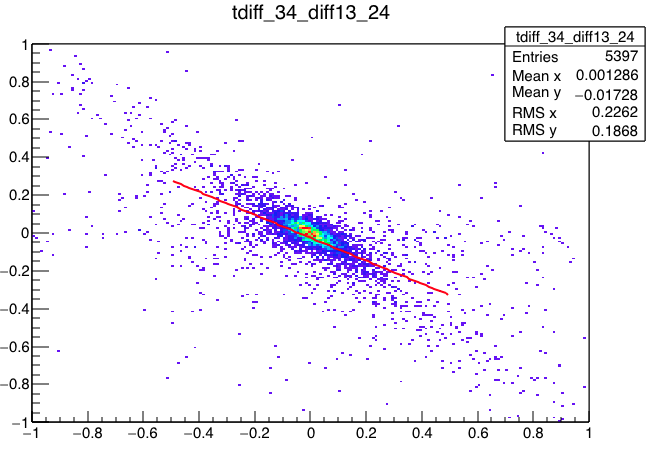 tdiff_34_diff13_24
tdiff_34_diff13_24
Entries 5397
Mean x 0.001286
Mean y −0.01728
RMS x 0.2262
RMS y 0.1868
1
0.8
0.6
0.4
0.2
0
−0.2
−0.4
−0.6
−0.8
−1
−1 −0.8 −0.6 −0.4 −0.2 0 0.2 0.4 0.6 0.8 1